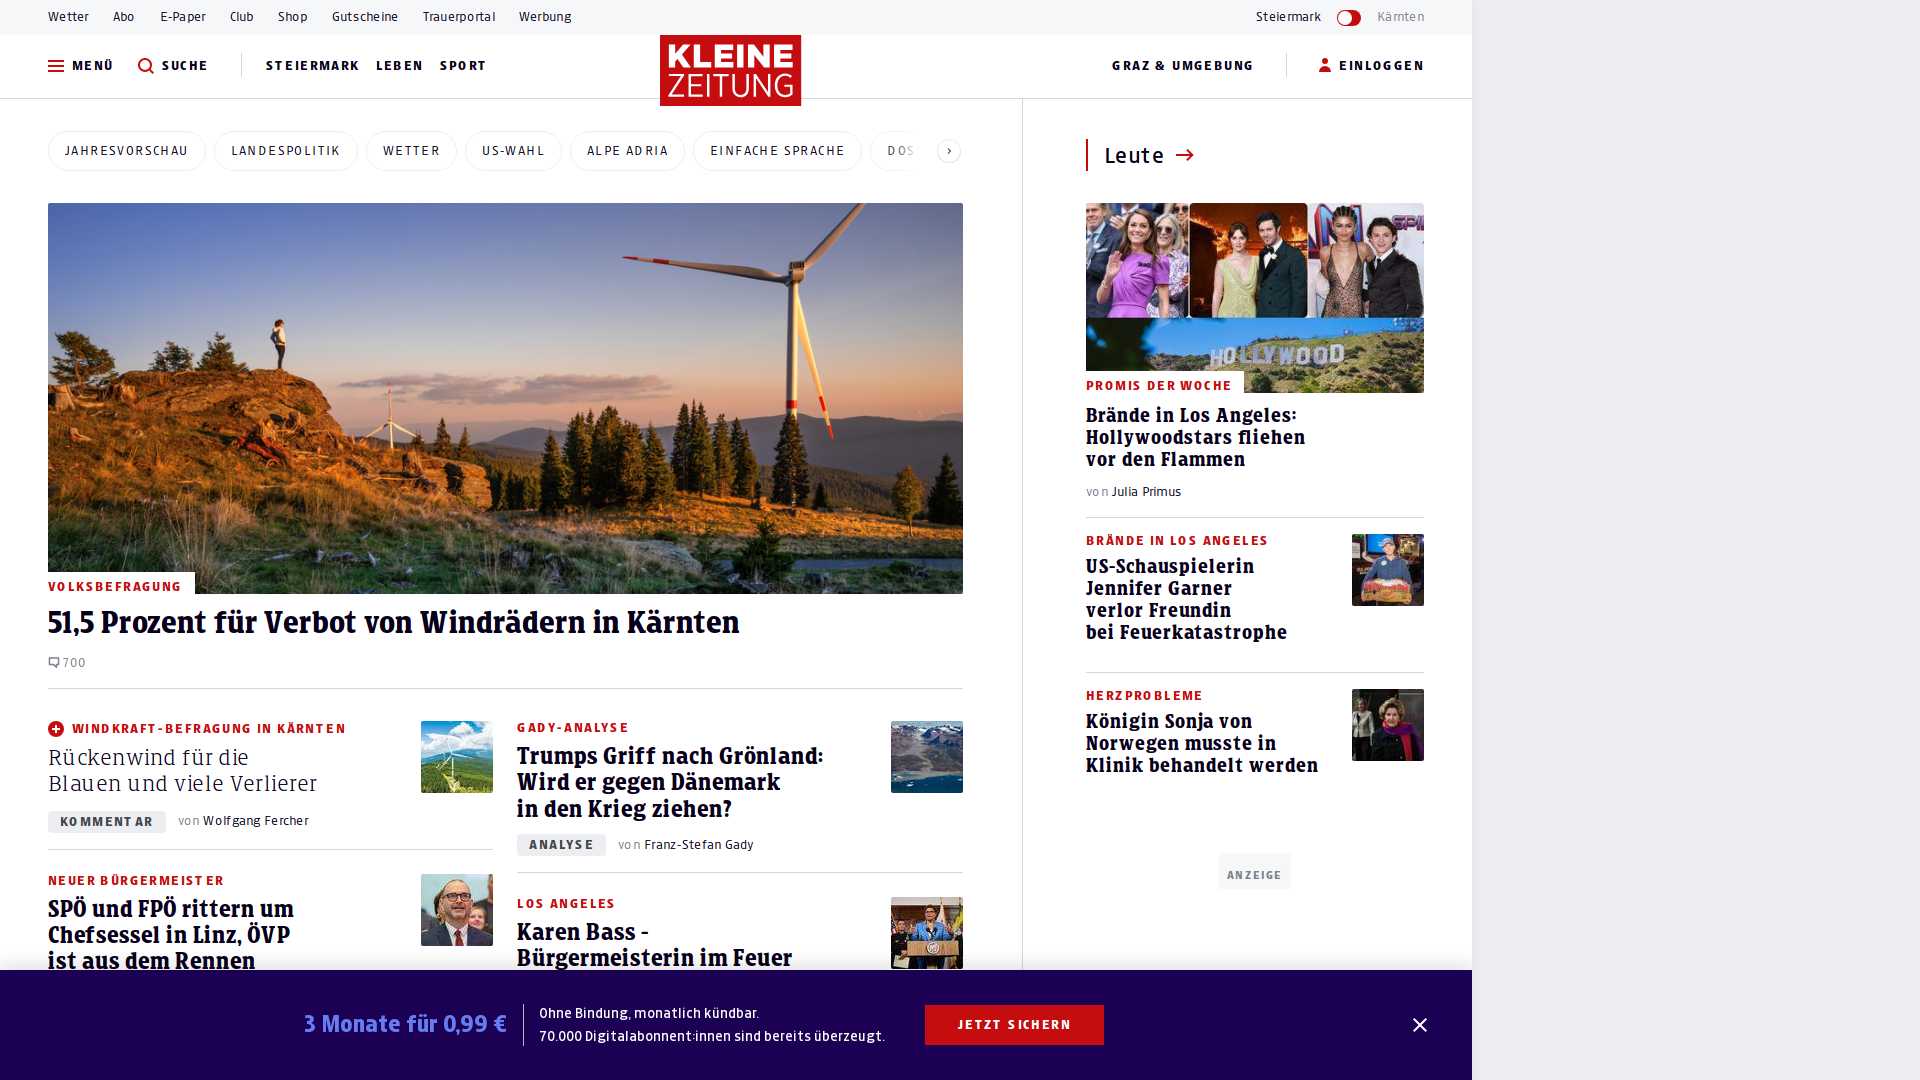 Wetter Abo E-Paper Club Shop Gutscheine Trauerportal Werbung Steiermark Kärnten
MENÜ SUCHE STEIERMARK LEBEN SPORT
KLEINE
ZEITUNG
GRAZ & UMGEBUNG EINLOGGEN
JAHRESVORSCHAU LANDESPOLITIK WETTER US-WAHL ALPE ADRIA EINFACHE SPRACHE DOS
VOLKSBEFRAGUNG
51,5 Prozent für Verbot von Windrädern in Kärnten
700
WINDKRAFT-BEFRAGUNG IN KÄRNTEN
Rückenwind für die
Blauen und viele Verlierer
KOMMENTAR von Wolfgang Fercher
NEUER BÜRGERMEISTER
SPÖ und FPÖ rittern um
Chefsessel in Linz, ÖVP
ist aus dem Rennen
GADY-ANALYSE
Trumps Griff nach Grönland:
Wird er gegen Dänemark
in den Krieg ziehen?
ANALYSE von Franz-Stefan Gady
LOS ANGELES
Karen Bass -
Bürgermeisterin im Feuer
Leute
SPI
HOLLYWOOD
PROMIS DER WOCHE
Brände in Los Angeles:
Hollywoodstars fliehen
vor den Flammen
von Julia Primus
BRÄNDE IN LOS ANGELES
US-Schauspielerin
Jennifer Garner
verlor Freundin
bei Feuerkatastrophe
HERZPROBLEME
Königin Sonja von
Norwegen musste in
Klinik behandelt werden
ANZEIGE
3 Monate für 0,99 €
Ohne Bindung, monatlich kündbar.
70.000 Digitalabonnent:innen sind bereits überzeugt.
JETZT SICHERN